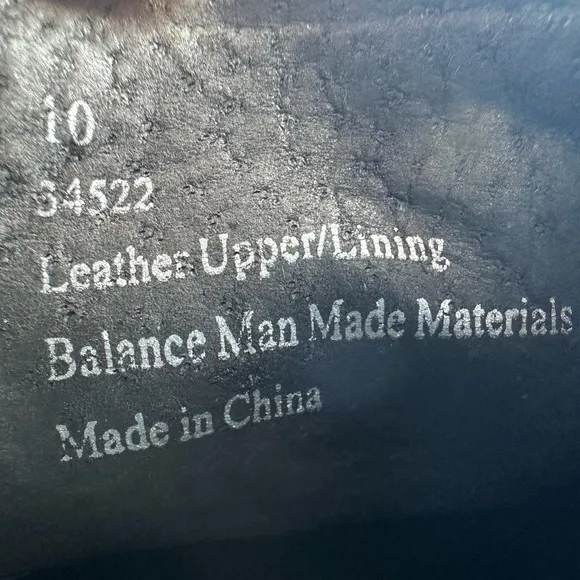 10
34522
Leather Upper/Lining
Balance Man Made Materials
Made in China